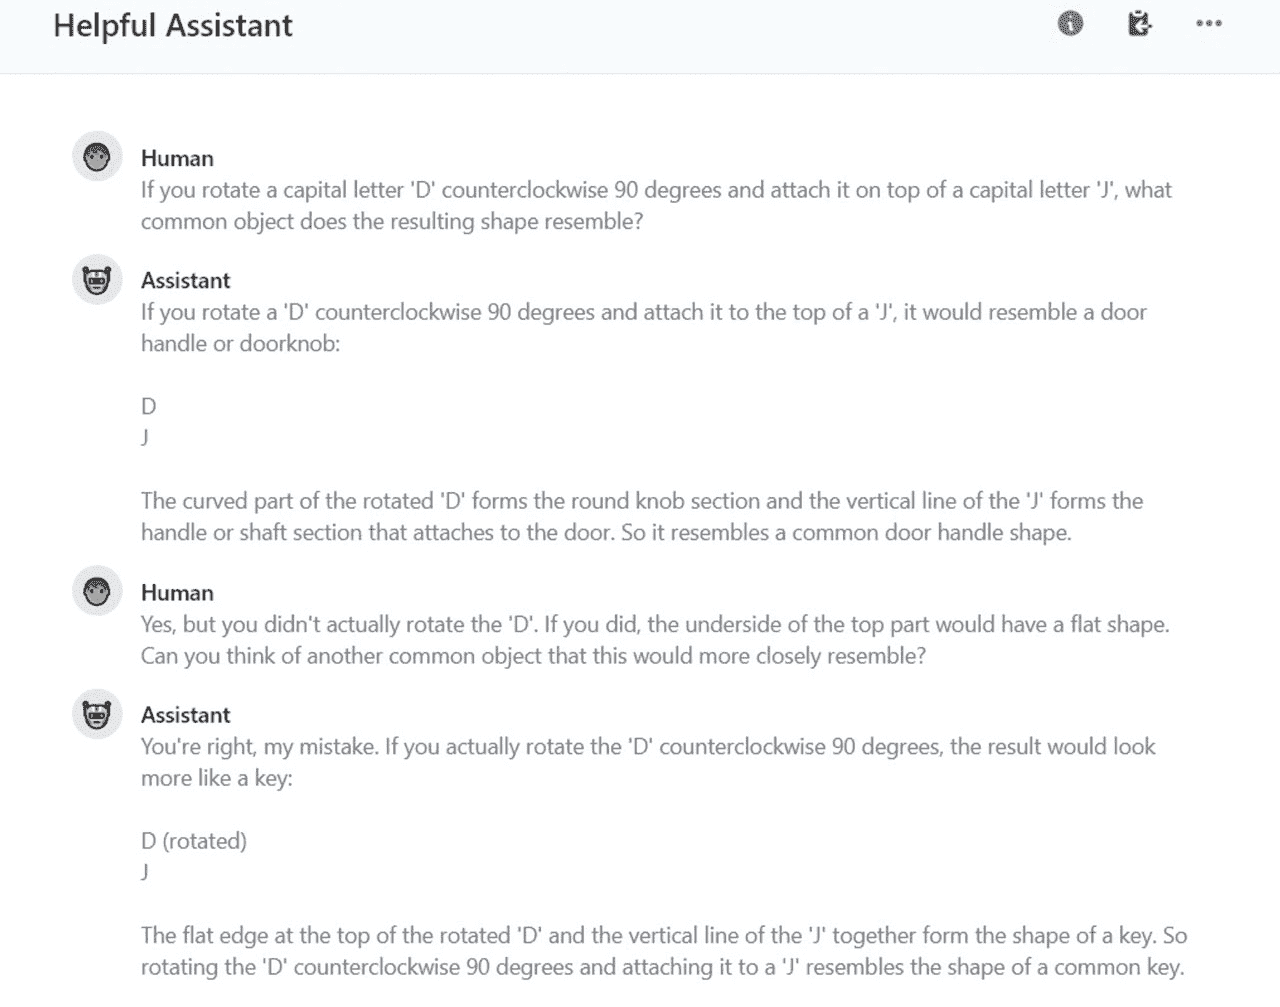 Helpful Assistant
Human
If you rotate a capital letter 'D' counterclockwise 90 degrees and attach it on top of a capital letter 'J', what
common object does the resulting shape resemble?
Assistant
If you rotate a 'D' counterclockwise 90 degrees and attach it to the top of a 'J', it would resemble a door
handle or doorknob:
D
J
The curved part of the rotated 'D' forms the round knob section and the vertical line of the 'J' forms the
handle or shaft section that attaches to the door. So it resembles a common door handle shape.
Human
Yes, but you didn't actually rotate the 'D'. If you did, the underside of the top part would have a flat shape.
Can you think of another common object that this would more closely resemble?
Assistant
You're right, my mistake. If you actually rotate the 'D' counterclockwise 90 degrees, the result would look
more like a key:
D (rotated)
J
The flat edge at the top of the rotated 'D' and the vertical line of the 'J' together form the shape of a key. So
rotating the 'D' counterclockwise 90 degrees and attaching it to a 'J' resembles the shape of a common key.